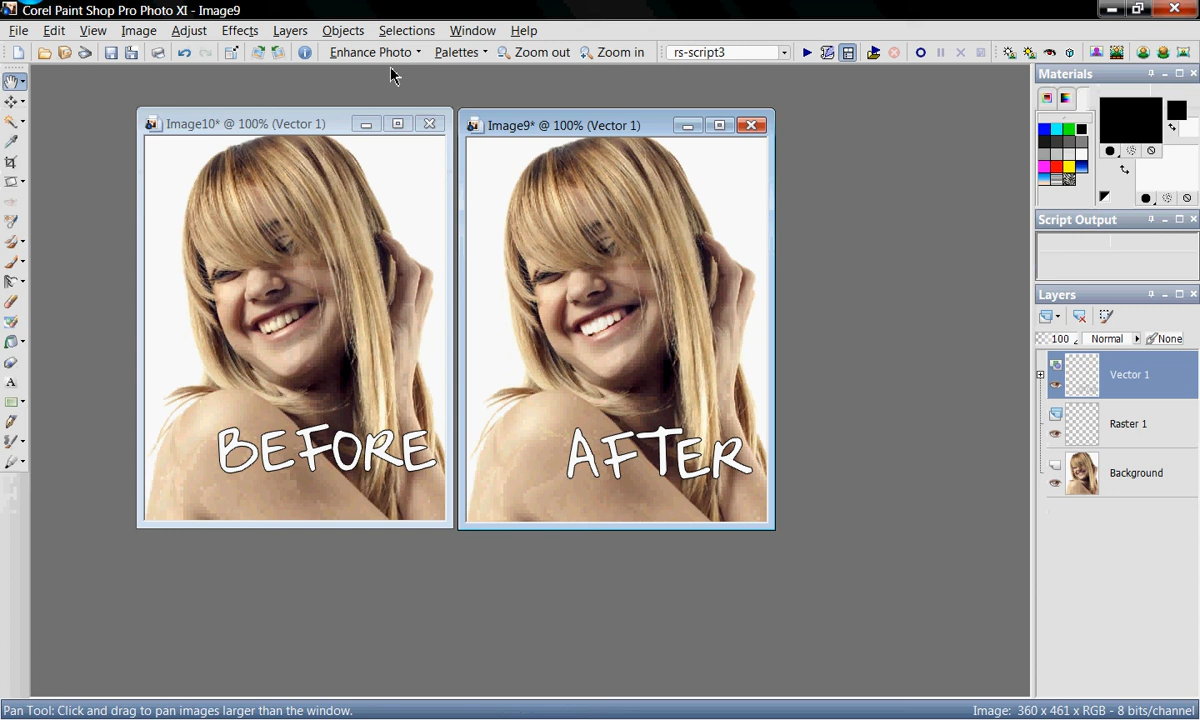 Corel Paint Shop Pro Photo XI - Image9
File Edit View Image Adjust Effects Layers Objects Selections Window Help
Enhance Photo Palettes Zoom out Zoom in rs-script3
Materials
Image10* @ 100% (Vector 1)
Image9* @ 100% (Vector 1)
BEFORE
AFTER
Script Output
Layers
100 Normal None
Vector 1
Raster 1
Background
Pan Tool: Click and drag to pan images larger than the window.
Image: 360 x 461 x RGB - 8 bits/channel